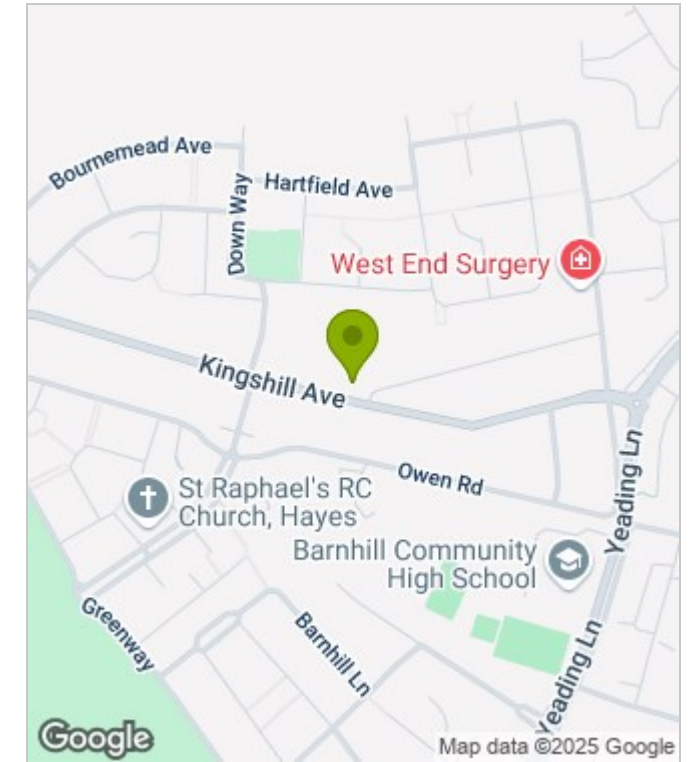 Bournemead Ave
Hartfield Ave
Down Way
West End Surgery
Kingshill Ave
Owen Rd
Yeading Ln
St Raphael's RC
Church, Hayes
Barnhill Community
High School
Greenway
Barnhill Ln
Yeading Ln
Google
Map data ©2025 Google